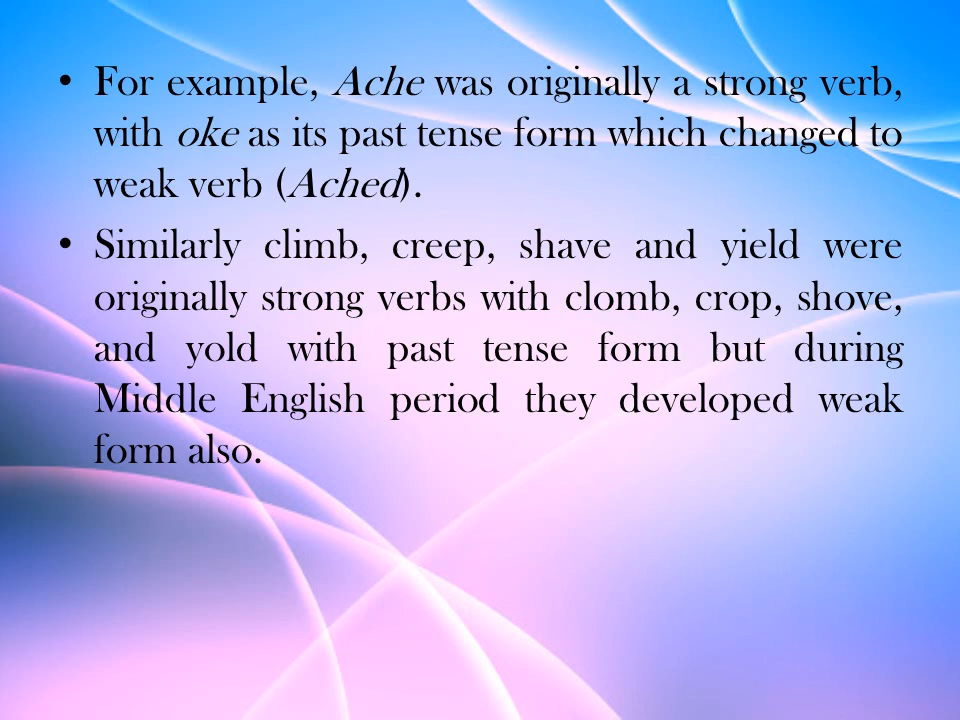 • For example, Ache was originally a strong verb,
with oke as its past tense form which changed to
weak verb (Ached).
• Similarly climb, creep, shave and yield were
originally strong verbs with clomb, crop, shove,
and yold with past tense form but during
Middle English period they developed weak
form also.